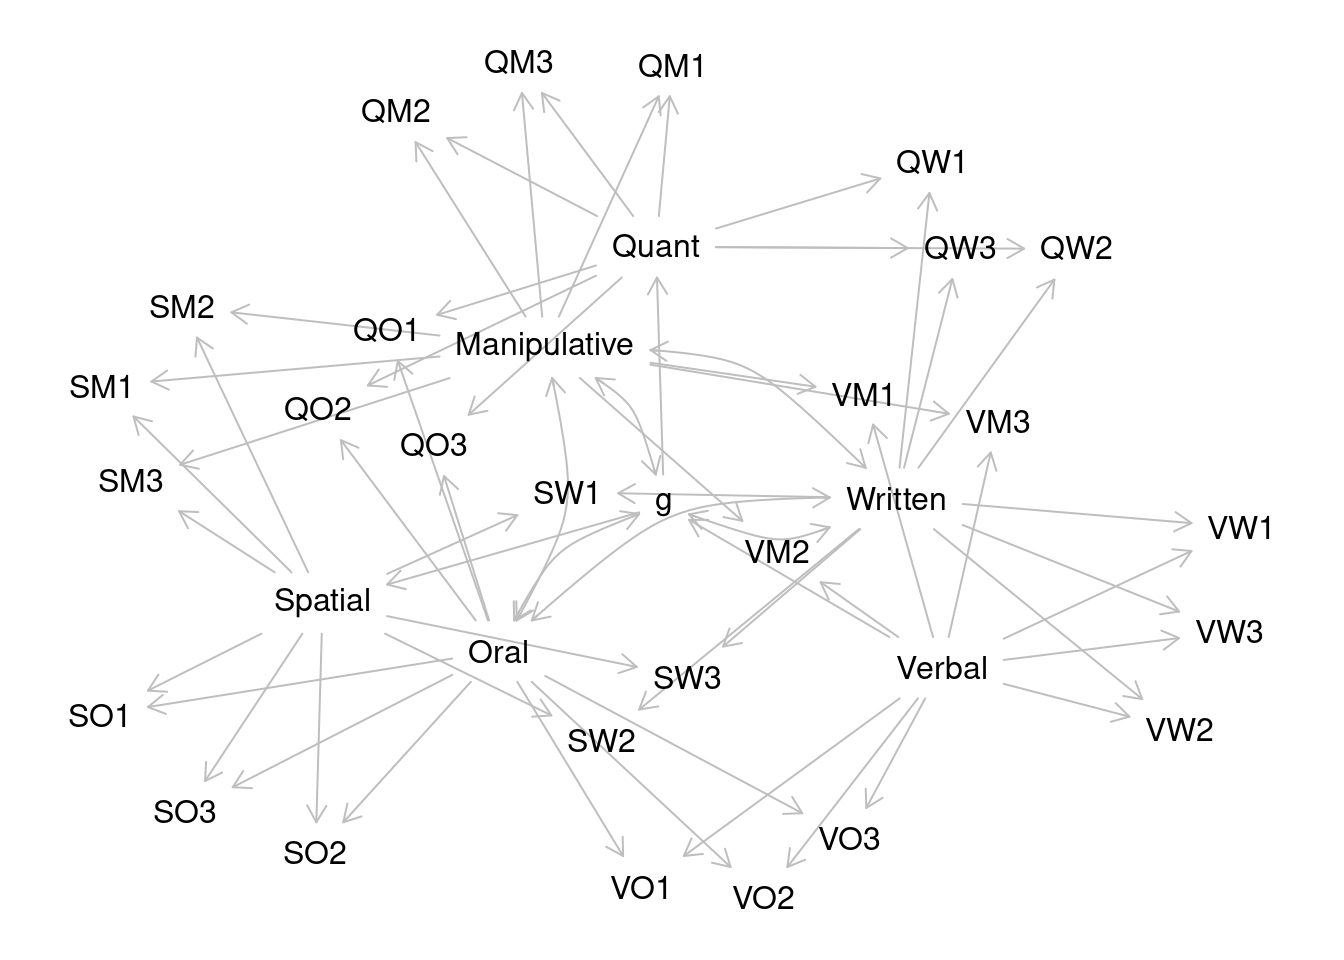 QM3
QM1
QM2
QW1
Quant
QW3
QW2
SM2
QO1
Manipulative
SM1
VM1
QO2
VM3
QO3
SM3
SW1
g
Written
VW1
VM2
Spatial
VW3
Oral
Verbal
SW3
SO1
VW2
SW2
SO3
VO3
SO2
VO1
VO2